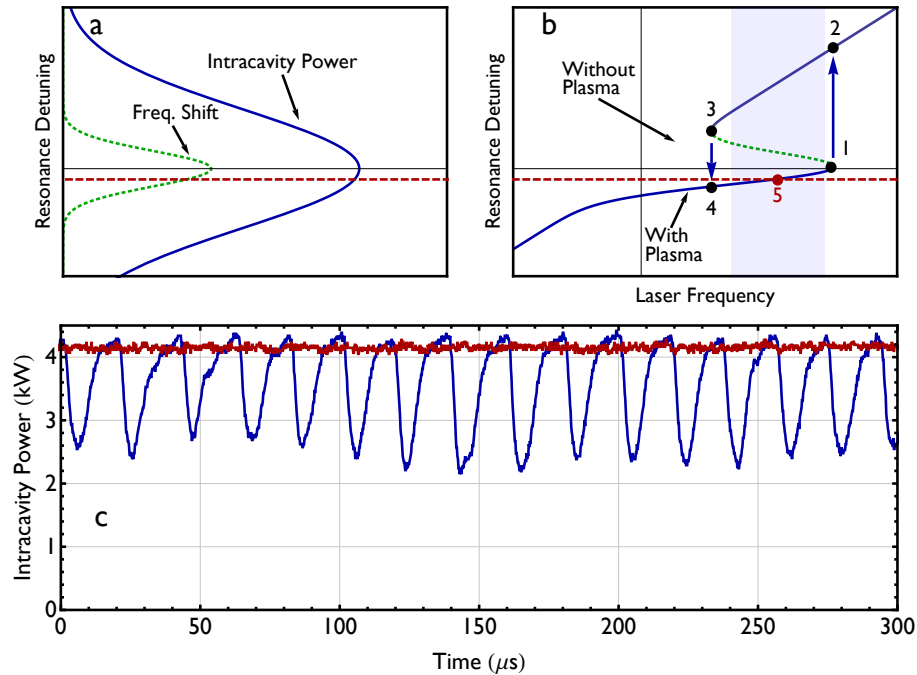 a
Intracavity Power
Freq. Shift
Resonance Detuning
b
2
Without
Plasma
3
1
4
5
With
Plasma
Resonance Detuning
Laser Frequency
4
3
2
1
0
c
Intracavity Power (kW)
0
50
100
150
200
250
300
Time (μs)